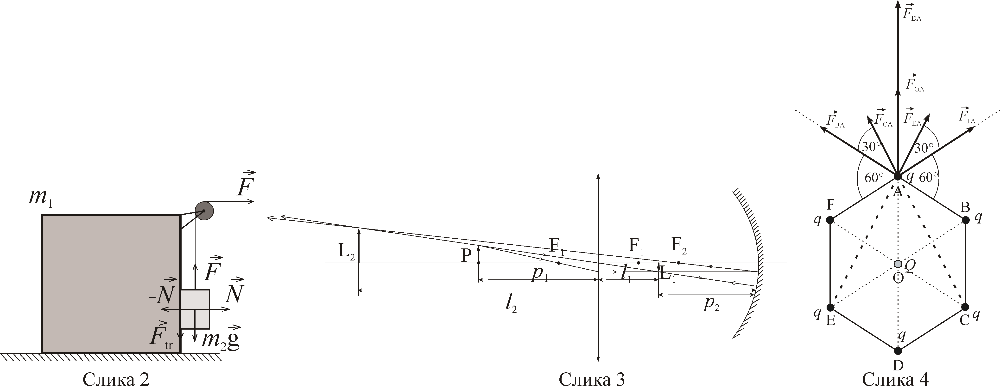 m₁
F
F
-N
N
F tr
m₂g
Слика 2
L₂
P
F₁
F₁
F₂
p₁
l₁
L₁
l₂
p₂
Слика 3
F DA
F OA
F BA
F CA
F EA
F FA
30°
30°
60°
q
60°
A
F
B
q
q
Q
O
q
E
C
q
q
D
Слика 4